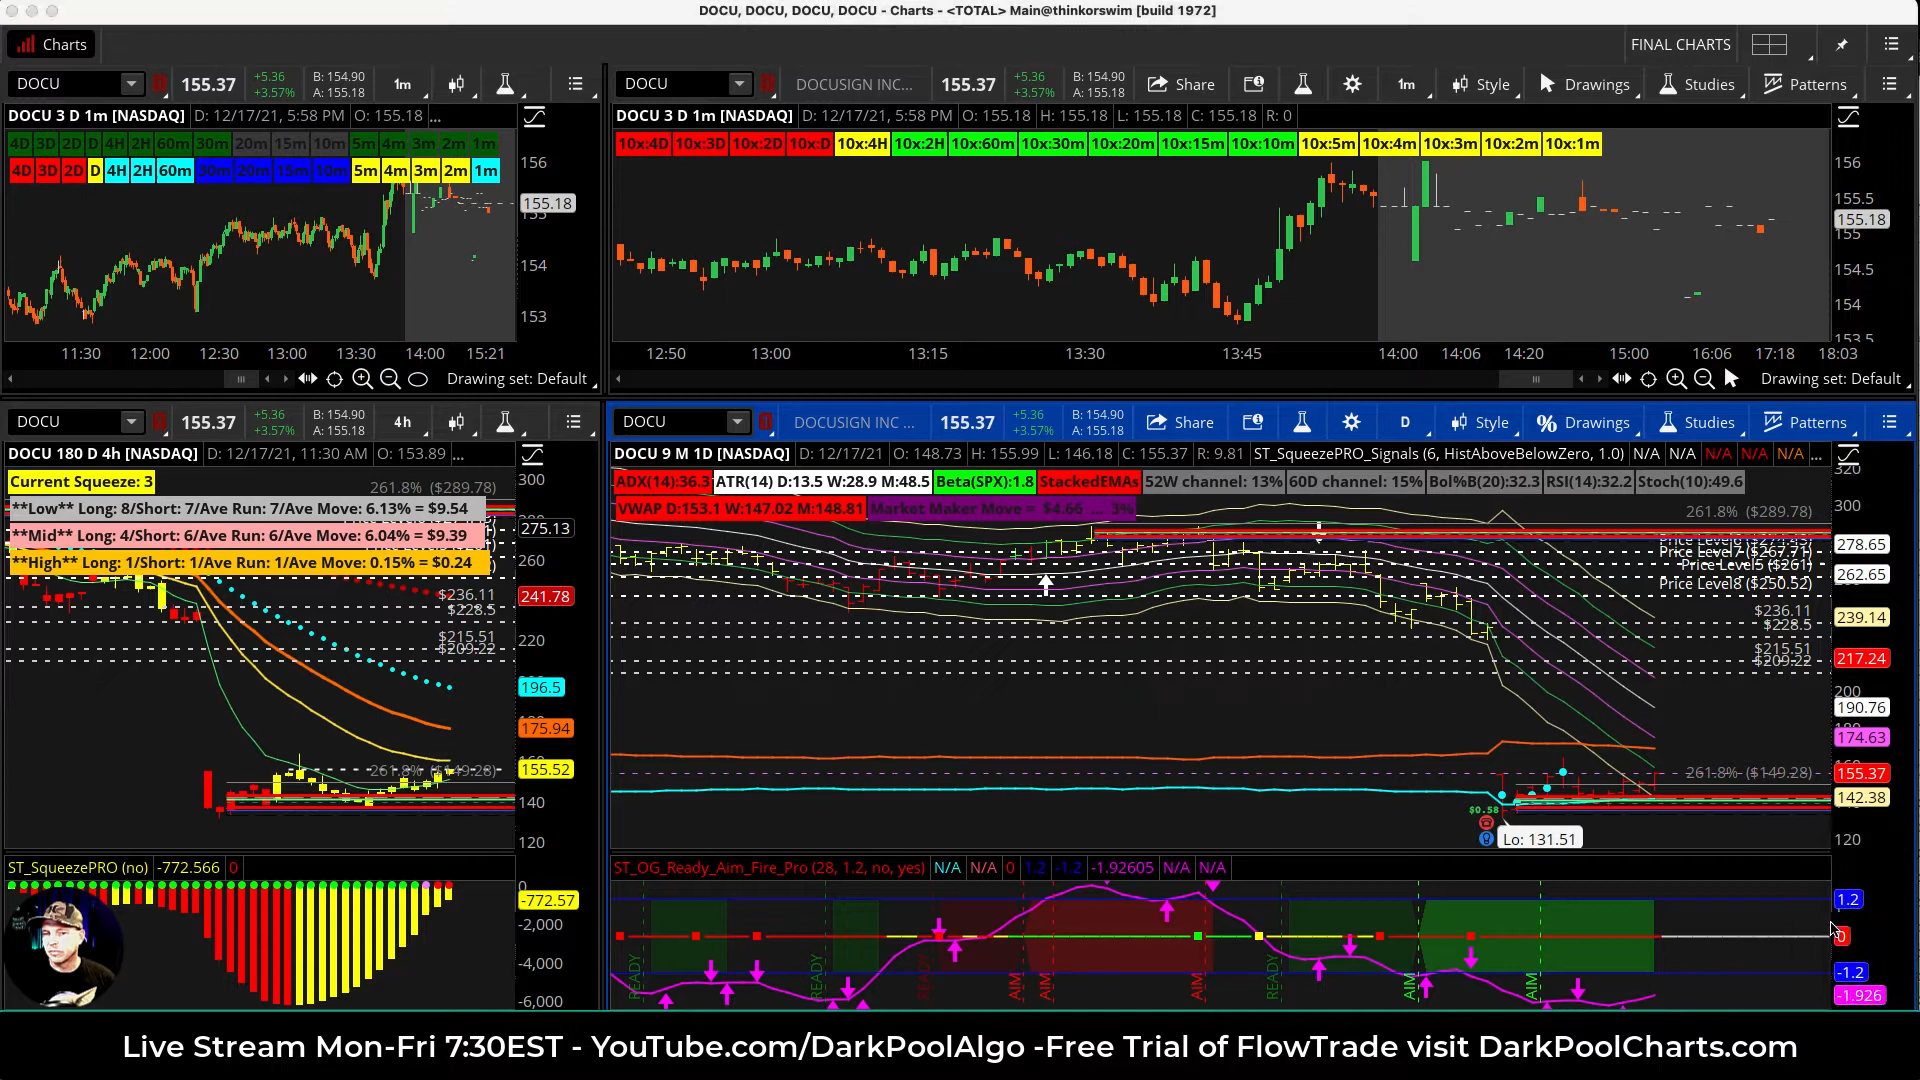 DOCU, DOCU, DOCU, DOCU - Charts - <TOTAL> Main@thinkorswim [build 1972]
Charts
FINAL CHARTS
DOCU 155.37 +5.36 +3.57% B: 154.90 A: 155.18 1m
DOCU DOCUSIGN INC... 155.37 +5.36 +3.57% B: 154.90 A: 155.18 Share 1m Style Drawings Studies Patterns
DOCU 3 D 1m [NASDAQ] D: 12/17/21, 5:58 PM O: 155.18 ...
DOCU 3 D 1m [NASDAQ] D: 12/17/21, 5:58 PM O: 155.18 H: 155.18 L: 155.18 C: 155.18 R: 0
4D 3D 2D D 4H 2H 60m 30m 20m 15m 10m 5m 4m 3m 2m 1m
4D 3D 2D D 4H 2H 60m 30m 20m 15m 10m 5m 4m 3m 2m 1m
156
155.18
154
153
10x:4D 10x:3D 10x:2D 10x:D 10x:4H 10x:2H 10x:60m 10x:30m 10x:20m 10x:15m 10x:10m 10x:5m 10x:4m 10x:3m 10x:2m 10x:1m
156
155.5
155.18
155
154.5
154
153.5
11:30 12:00 12:30 13:00 13:30 14:00 15:21
12:50 13:00 13:15 13:30 13:45 14:00 14:06 14:20 15:00 16:06 17:18 18:03
Drawing set: Default
Drawing set: Default
DOCU 155.37 +5.36 +3.57% B: 154.90 A: 155.18 4h
DOCU DOCUSIGN INC ... 155.37 +5.36 +3.57% B: 154.90 A: 155.18 Share D Style Drawings Studies Patterns
DOCU 180 D 4h [NASDAQ] D: 12/17/21, 11:30 AM O: 153.89 ...
DOCU 9 M 1D [NASDAQ] D: 12/17/21 O: 148.73 H: 155.99 L: 146.18 C: 155.37 R: 9.81 ST_SqueezePRO_Signals (6, HistAboveBelowZero, 1.0) N/A N/A N/A N/A N/A ...
Current Squeeze: 3
261.8% ($289.78)
**Low** Long: 8/Short: 7/Ave Run: 7/Ave Move: 6.13% = $9.54
**Mid** Long: 4/Short: 6/Ave Run: 6/Ave Move: 6.04% = $9.39
**High** Long: 1/Short: 1/Ave Run: 1/Ave Move: 0.15% = $0.24
$236.11
$228.5
$215.51
$209.22
261.8% ($149.28)
300
275.13
260
241.78
220
196.5
175.94
155.52
140
120
ADX(14):36.3 ATR(14) D:13.5 W:28.9 M:48.5 Beta(SPX):1.8 StackedEMAs 52W channel: 13% 60D channel: 15% Bol%B(20):32.3 RSI(14):32.2 Stoch(10):49.6
VWAP D:153.1 W:147.02 M:148.81 Market Maker Move = $4.66 ... 3%
261.8% ($289.78)
Price Level7 ($267.71)
Price Level5 ($261)
Price Level8 ($250.52)
$236.11
$228.5
$215.51
$209.22
261.8% ($149.28)
$0.58
Lo: 131.51
320
300
278.65
262.65
239.14
217.24
200
190.76
174.63
155.37
142.38
120
ST_SqueezePRO (no) -772.566 0
0
-772.57
-2,000
-4,000
-6,000
ST_OG_Ready_Aim_Fire_Pro (28, 1.2, no, yes) N/A N/A 0 1.2 -1.2 -1.92605 N/A N/A
READY READY READY AIM AIM AIM READY AIM AIM
1.2
0
-1.2
-1.926
Live Stream Mon-Fri 7:30EST - YouTube.com/DarkPoolAlgo -Free Trial of FlowTrade visit DarkPoolCharts.com